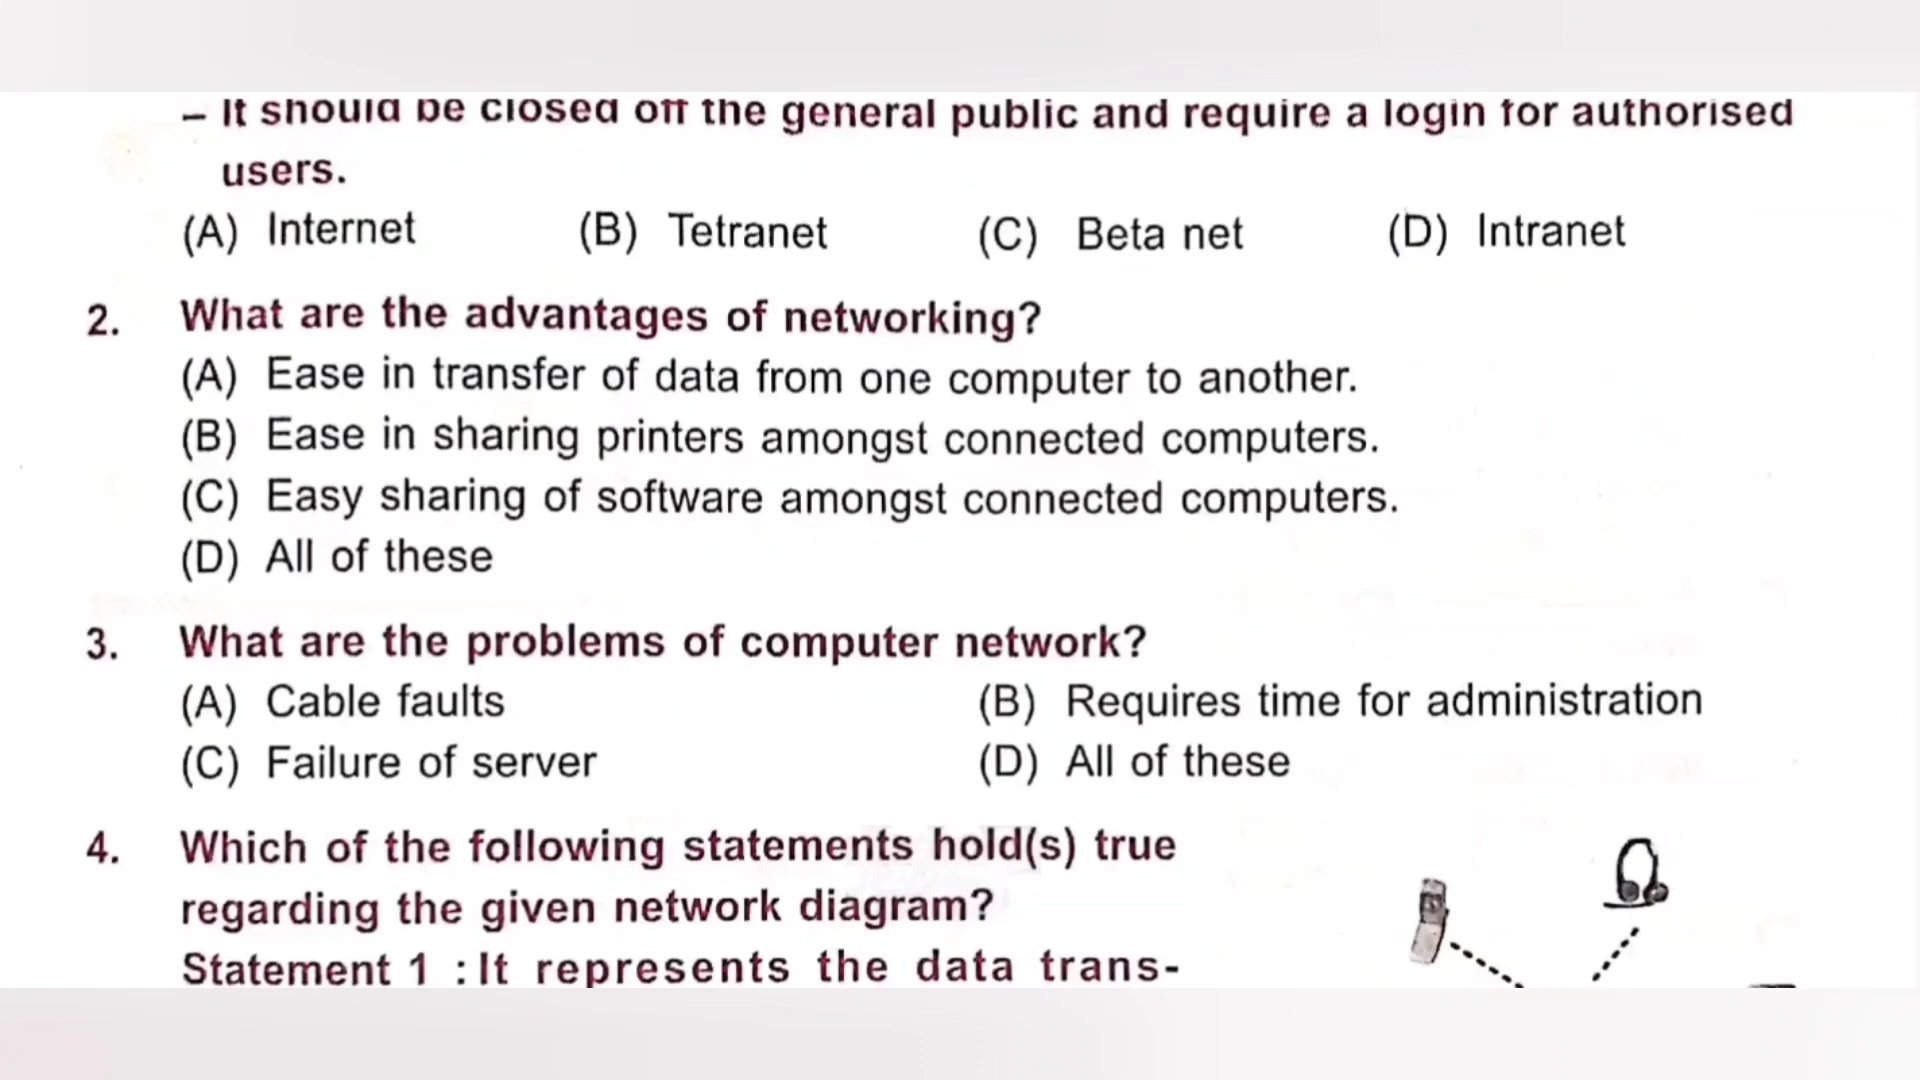 – It should be closed off the general public and require a login for authorised
users.
(A) Internet (B) Tetranet (C) Beta net (D) Intranet
2. What are the advantages of networking?
(A) Ease in transfer of data from one computer to another.
(B) Ease in sharing printers amongst connected computers.
(C) Easy sharing of software amongst connected computers.
(D) All of these
3. What are the problems of computer network?
(A) Cable faults (B) Requires time for administration
(C) Failure of server (D) All of these
4. Which of the following statements hold(s) true
regarding the given network diagram?
Statement 1 : It represents the data trans-